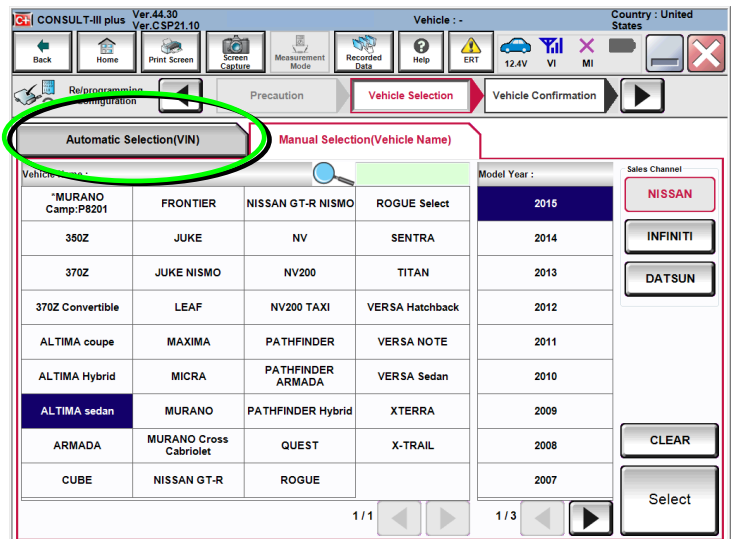 C+ CONSULT-III plus Ver.44.30
Ver.CSP21.10
Vehicle : -
Country : United
States
Back
Home
Print Screen
Screen
Capture
Measurement
Mode
Recorded
Data
Help
ERT
12.4V
VI
MI
Re/programming
Configuration
Precaution
Vehicle Selection
Vehicle Confirmation
Automatic Selection(VIN)
Manual Selection(Vehicle Name)
Vehicle Name :
Model Year :
Sales Channel
*MURANO
Camp:P8201
FRONTIER
NISSAN GT-R NISMO
ROGUE Select
2015
NISSAN
350Z
JUKE
NV
SENTRA
2014
INFINITI
370Z
JUKE NISMO
NV200
TITAN
2013
DATSUN
370Z Convertible
LEAF
NV200 TAXI
VERSA Hatchback
2012
ALTIMA coupe
MAXIMA
PATHFINDER
VERSA NOTE
2011
ALTIMA Hybrid
MICRA
PATHFINDER
ARMADA
VERSA Sedan
2010
ALTIMA sedan
MURANO
PATHFINDER Hybrid
XTERRA
2009
ARMADA
MURANO Cross
Cabriolet
QUEST
X-TRAIL
2008
CLEAR
CUBE
NISSAN GT-R
ROGUE
2007
Select
1/1
1/3